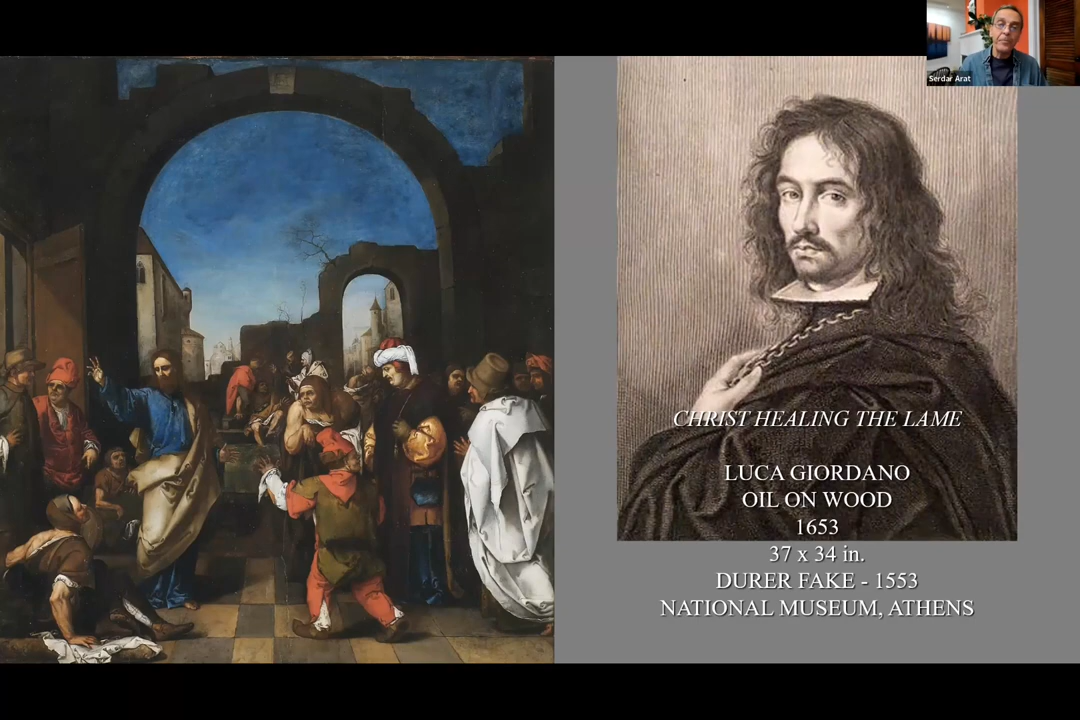 Serdar Arat
CHRIST HEALING THE LAME
LUCA GIORDANO
OIL ON WOOD
1653
37 x 34 in.
DURER FAKE - 1553
NATIONAL MUSEUM, ATHENS